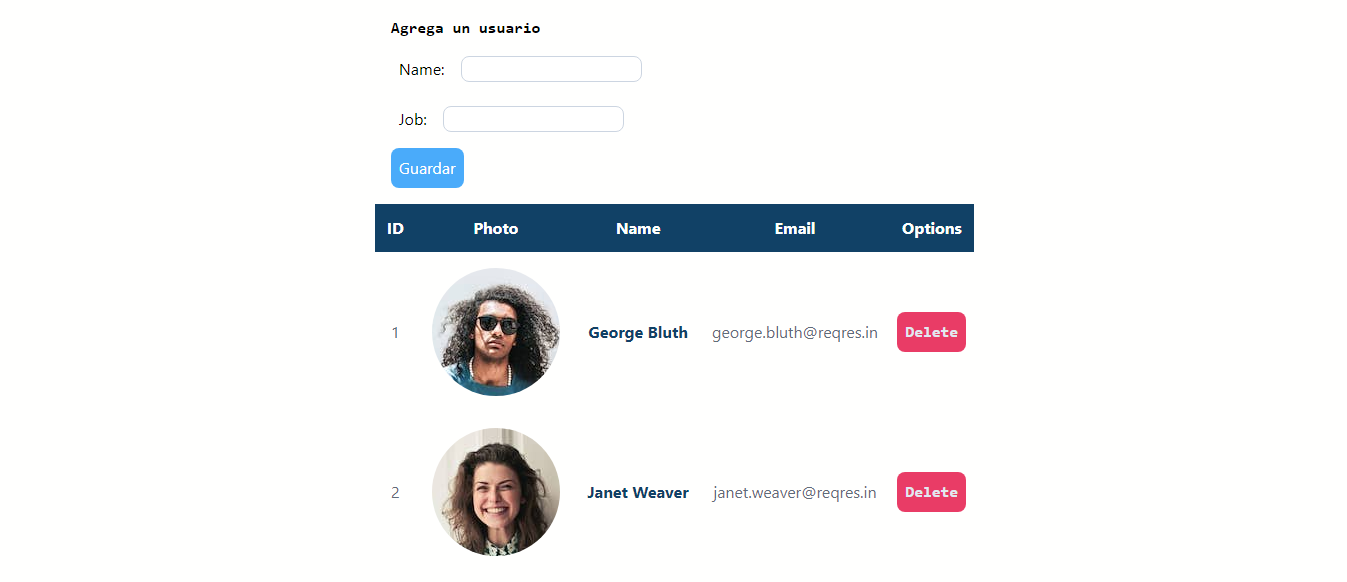 Agrega un usuario
Name:
Job:
Guardar
ID Photo Name Email Options
1 George Bluth george.bluth@reqres.in Delete
2 Janet Weaver janet.weaver@reqres.in Delete